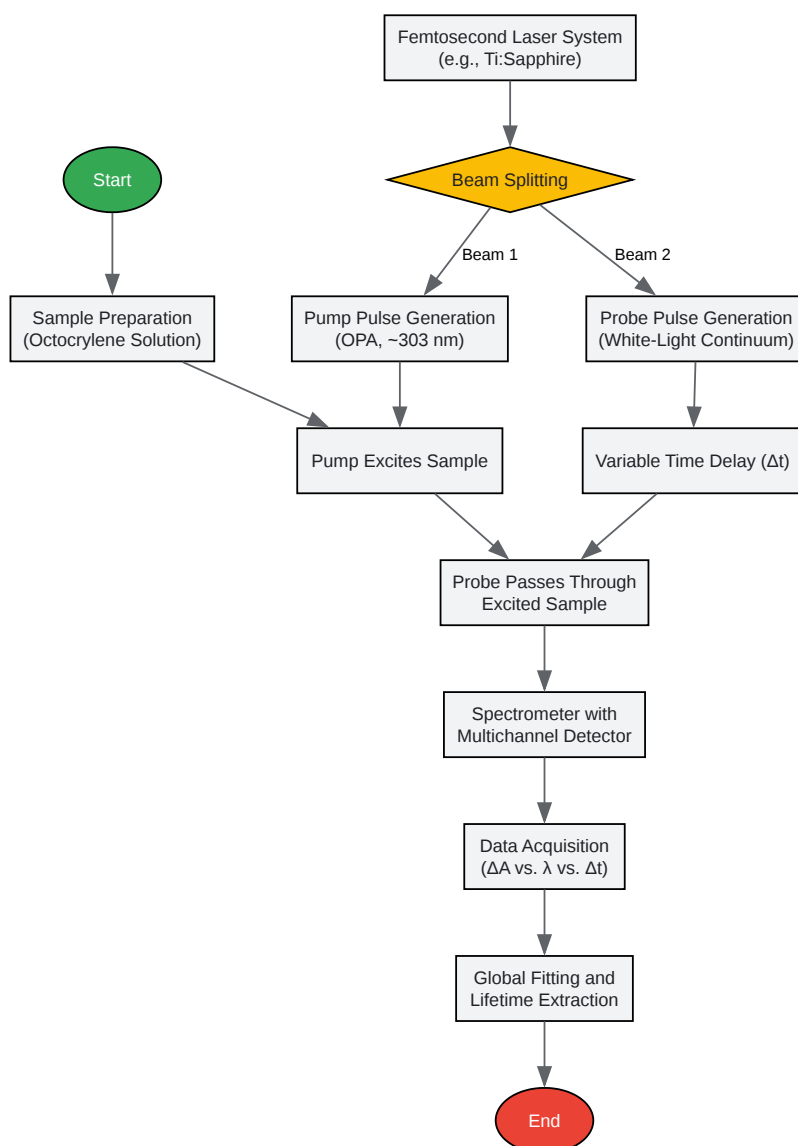 Femtosecond Laser System
(e.g., Ti:Sapphire)
Start
Beam Splitting
Beam 1
Beam 2
Sample Preparation
(Octocrylene Solution)
Pump Pulse Generation
(OPA, ~303 nm)
Probe Pulse Generation
(White-Light Continuum)
Pump Excites Sample
Variable Time Delay (Δt)
Probe Passes Through
Excited Sample
Spectrometer with
Multichannel Detector
Data Acquisition
(ΔA vs. λ vs. Δt)
Global Fitting and
Lifetime Extraction
End